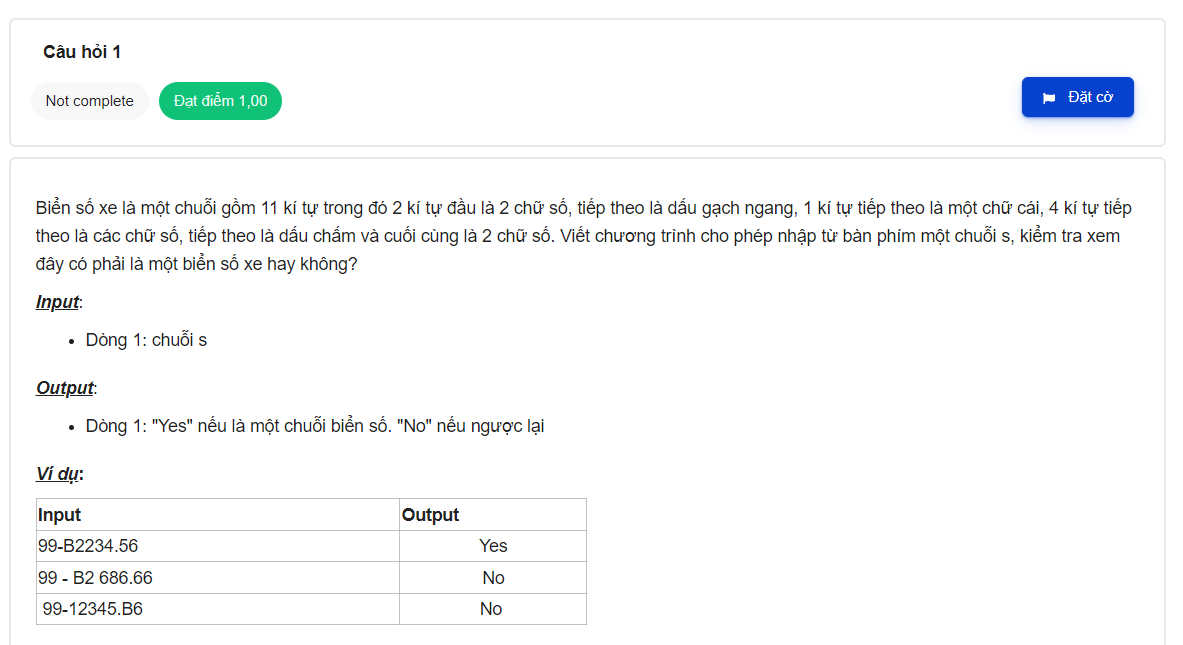 Câu hỏi 1
Not complete
Đạt điểm 1,00
Đặt cờ
Biển số xe là một chuỗi gồm 11 kí tự trong đó 2 kí tự đầu là 2 chữ số, tiếp theo là dấu gạch ngang, 1 kí tự tiếp theo là một chữ cái, 4 kí tự tiếp
theo là các chữ số, tiếp theo là dấu chấm và cuối cùng là 2 chữ số. Viết chương trình cho phép nhập từ bàn phím một chuỗi s, kiểm tra xem
đây có phải là một biển số xe hay không?
Input:
• Dòng 1: chuỗi s
Output:
• Dòng 1: "Yes" nếu là một chuỗi biển số. "No" nếu ngược lại
Ví dụ:
Input Output
99-B2234.56 Yes
99 - B2 686.66 No
99-12345.B6 No